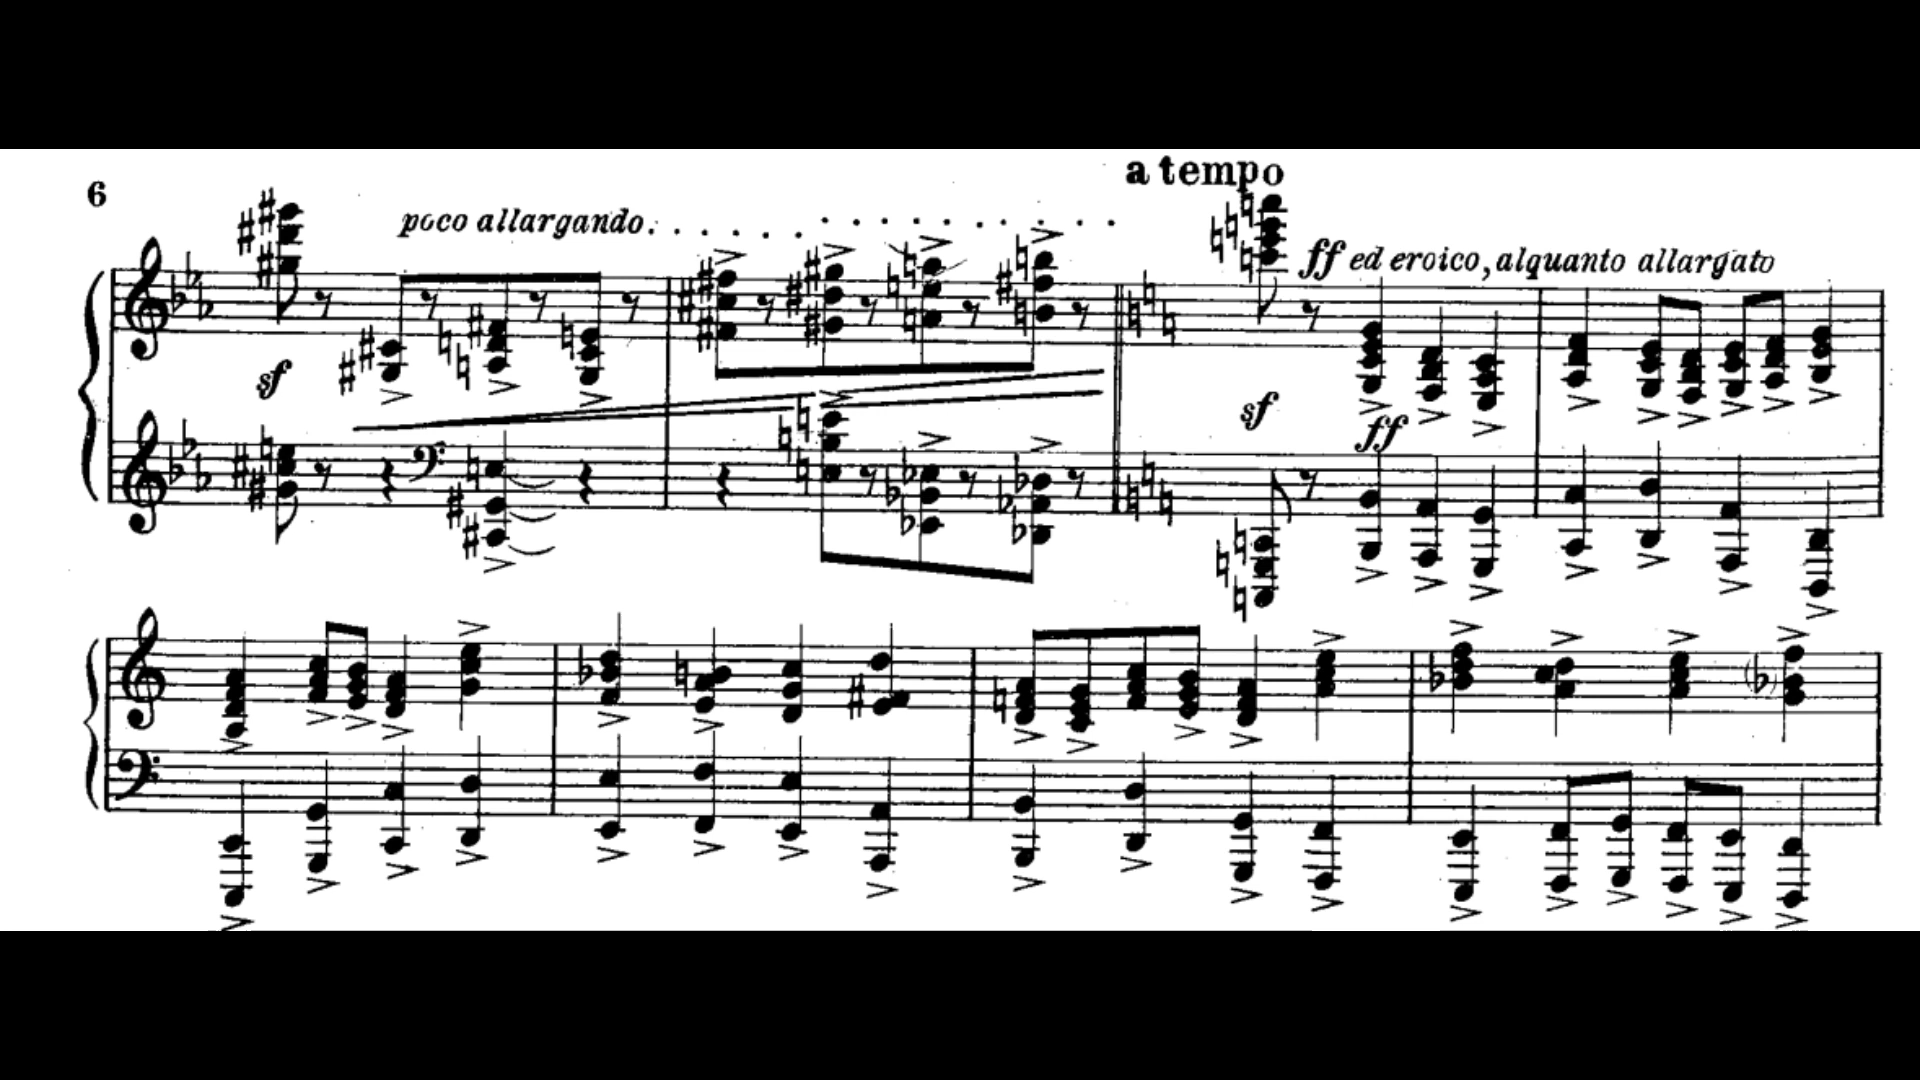 a tempo
6
poco allargando
ff ed eroico, alquanto allargato
sf
sf
ff